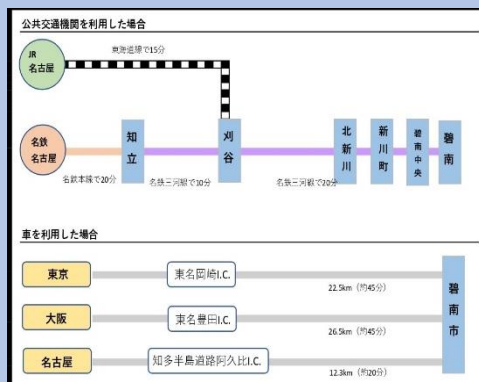 公共交通機関を利用した場合
JR
名古屋
東海道線で15分
名鉄
名古屋
知立
刈谷
北新川
新川町
碧南中央
碧南
名鉄本線で20分
名鉄三河線で10分
名鉄三河線で20分
車を利用した場合
東京
東名岡崎I.C.
22.5km（約45分）
大阪
東名豊田I.C.
26.5km（約45分）
名古屋
知多半島道路阿久比I.C.
12.3km（約20分）
碧南市